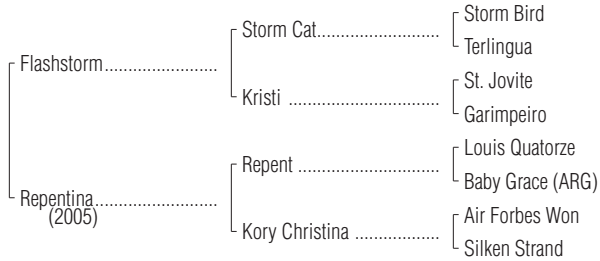 Storm Bird
Storm Cat
Terlingua
Flashstorm
St. Jovite
Kristi
Garimpeiro
Louis Quatorze
Repent
Baby Grace (ARG)
Repentina
(2005)
Air Forbes Won
Kory Christina
Silken Strand